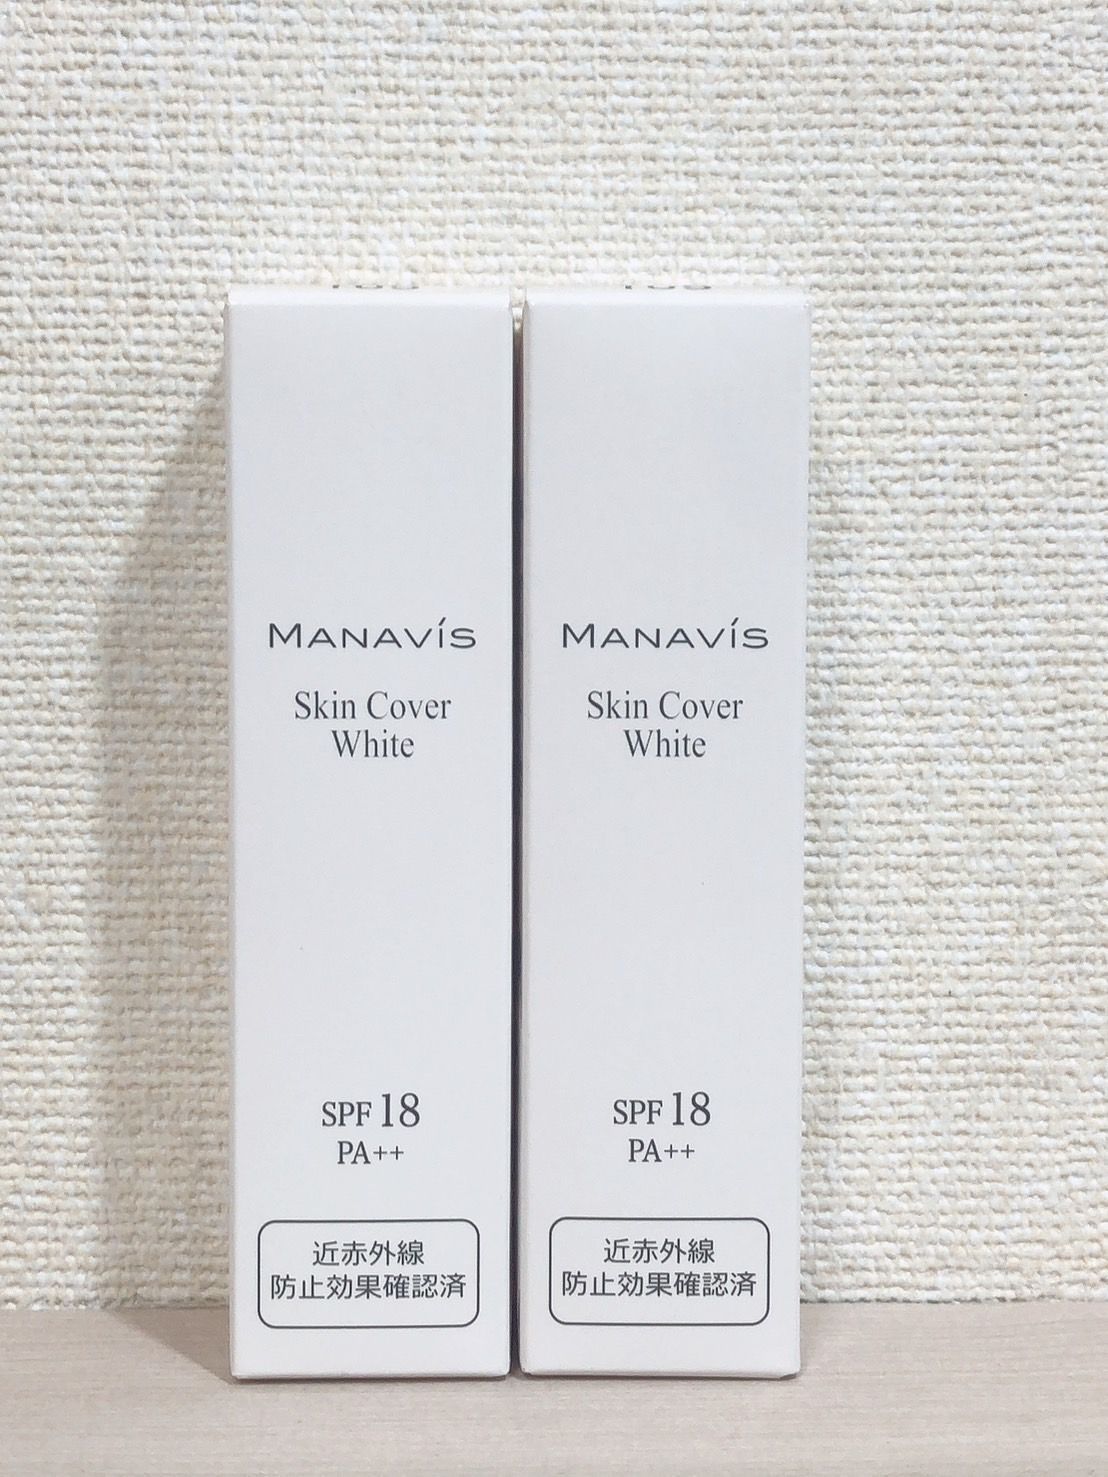 MANAVÍS
Skin Cover
White
SPF 18
PA++
近赤外線
防止効果確認済
MANAVÍS
Skin Cover
White
SPF 18
PA++
近赤外線
防止効果確認済